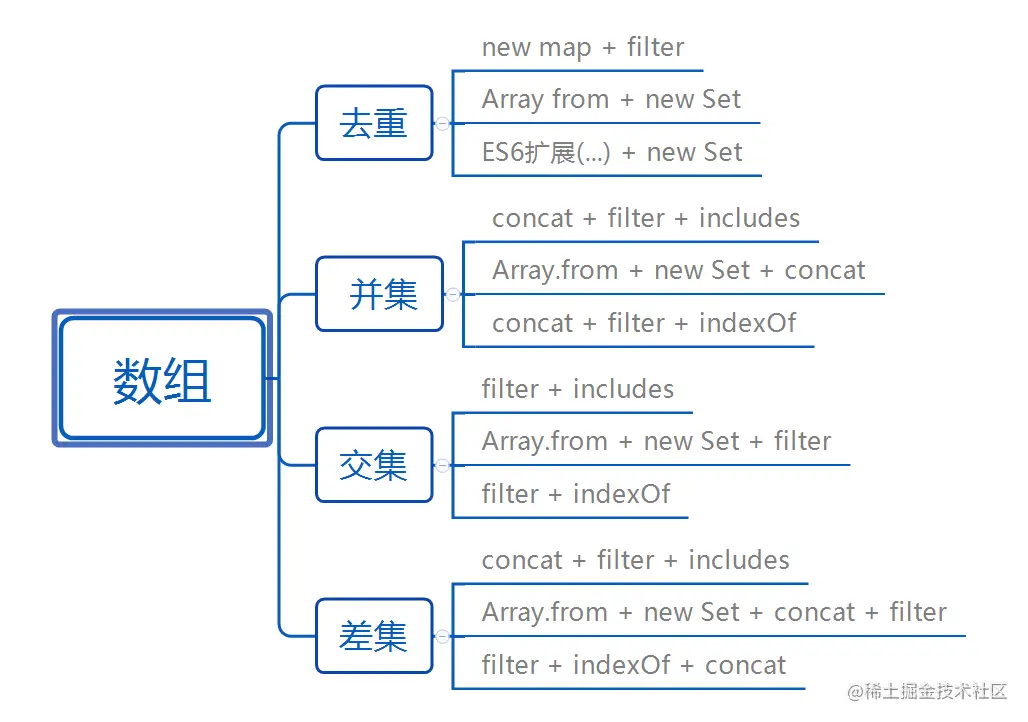 数组
去重
new map + filter
Array from + new Set
ES6扩展(...) + new Set
并集
concat + filter + includes
Array.from + new Set + concat
concat + filter + indexOf
交集
filter + includes
Array.from + new Set + filter
filter + indexOf
差集
concat + filter + includes
Array.from + new Set + concat + filter
filter + indexOf + concat
@稀土掘金技术社区